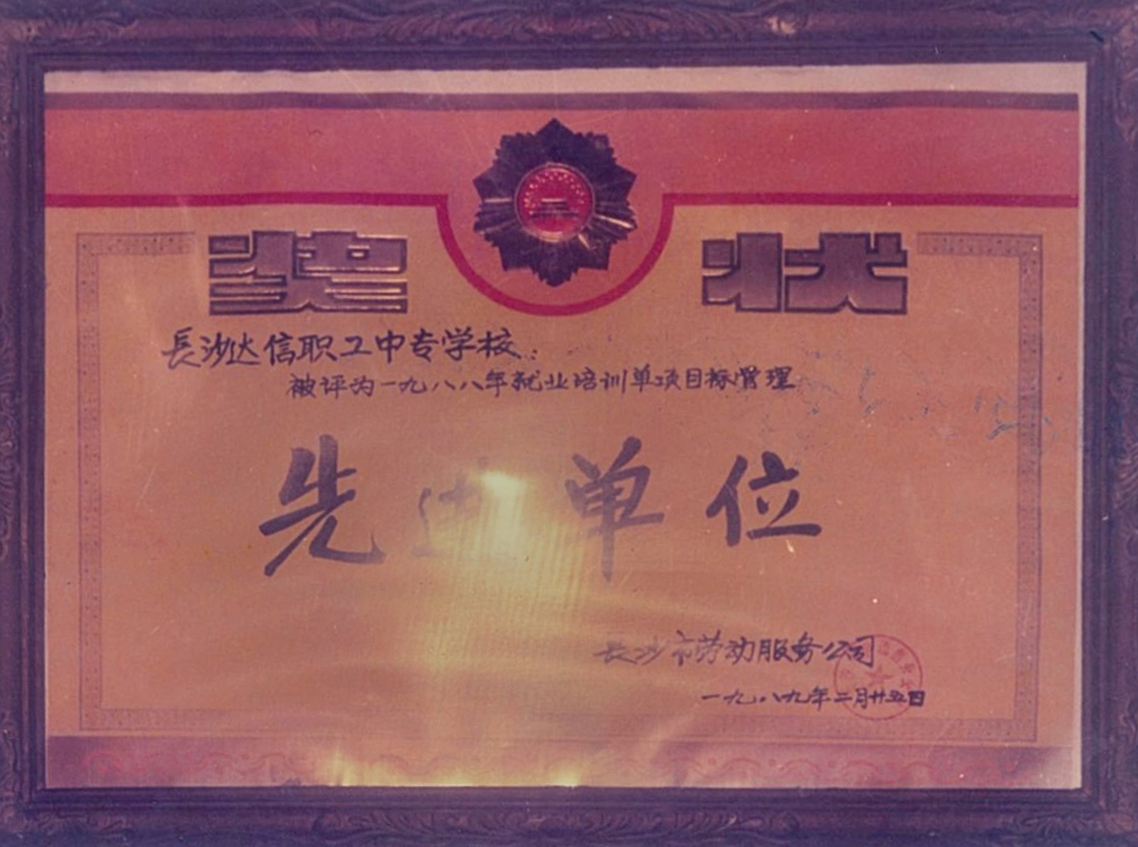 奖状
長沙达信职工中专学校:
被评为一九八八年就业培训单项目标管理
先进单位
长沙市劳动服务公司
一九八九年二月廿五日